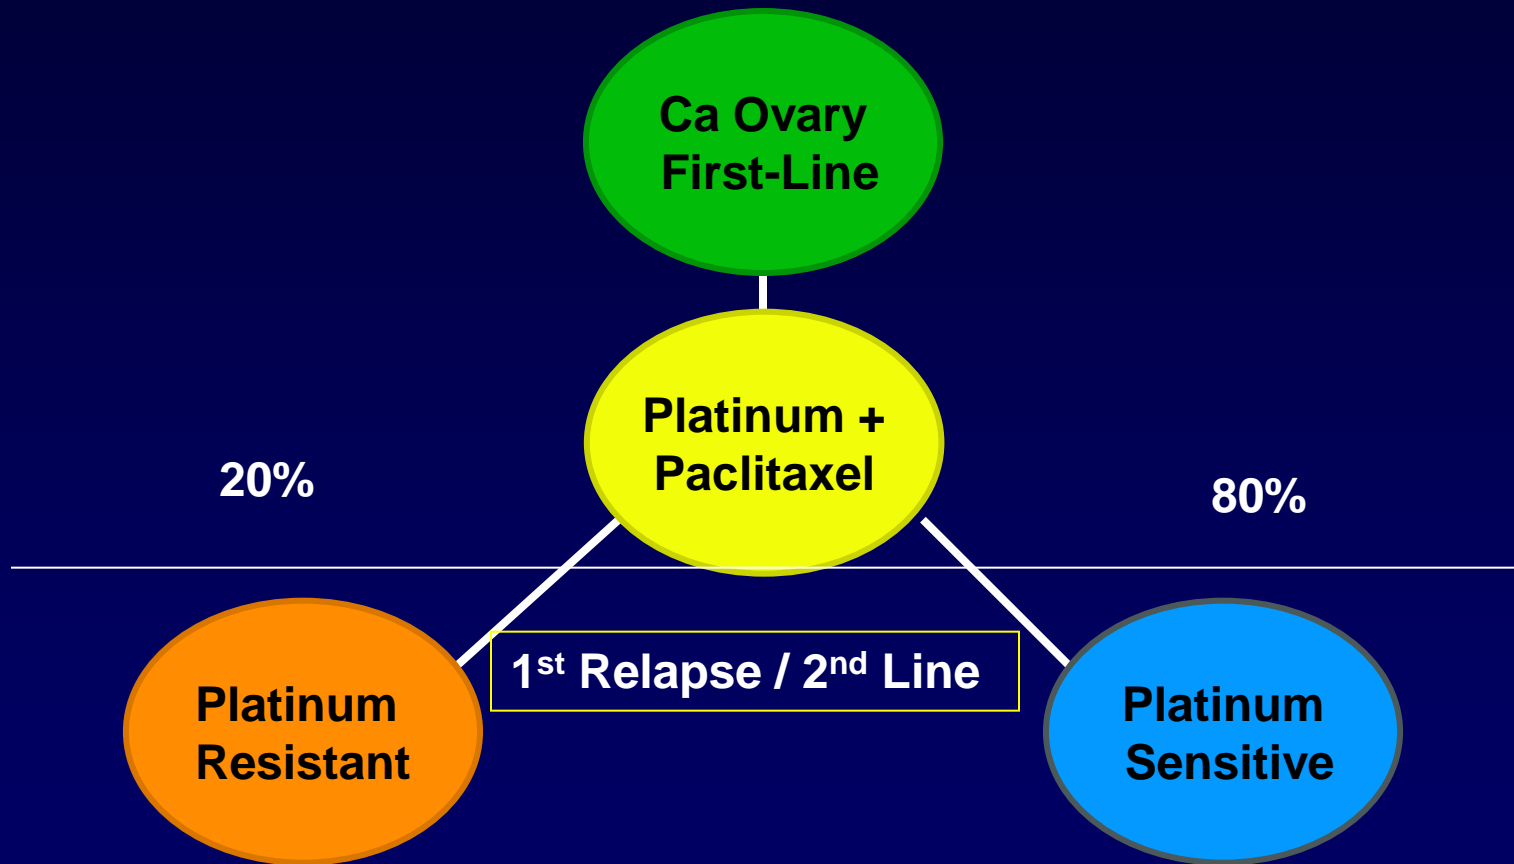 Ca Ovary
First-Line
Platinum +
Paclitaxel
20%
80%
1st Relapse / 2nd Line
Platinum
Resistant
Platinum
Sensitive